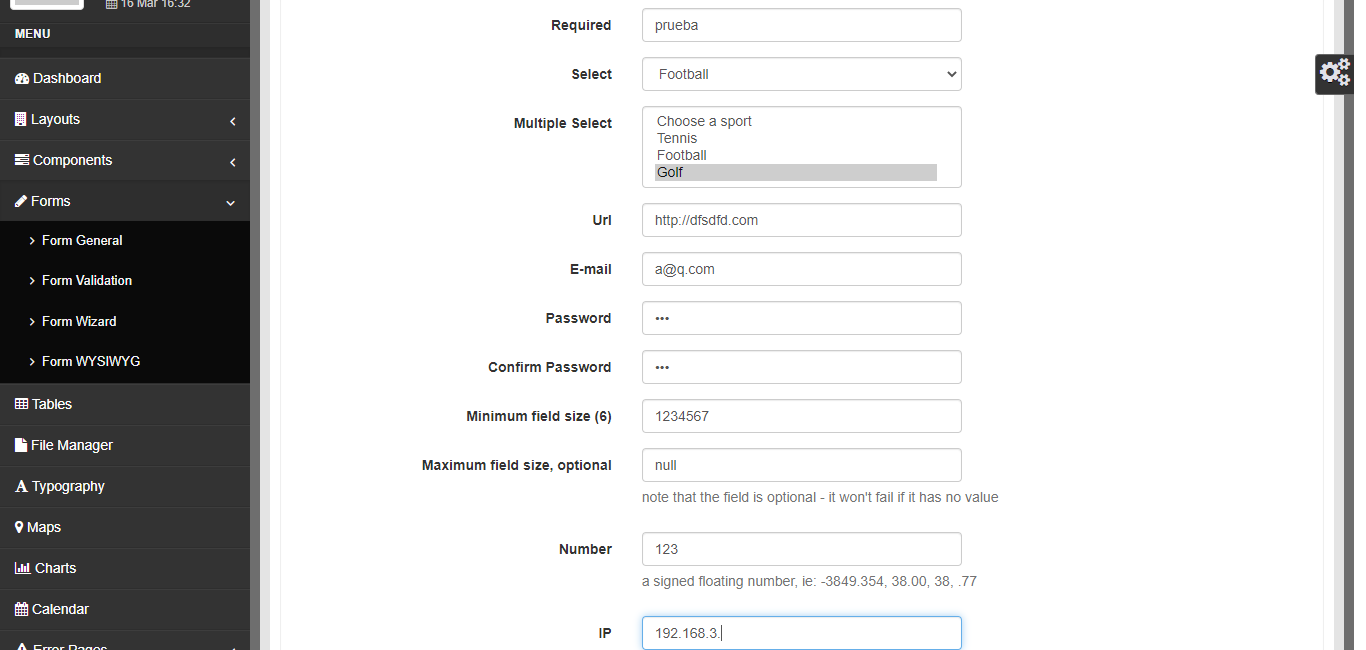 16 Mar 16:32
MENU
Dashboard
Layouts
Components
Forms
Form General
Form Validation
Form Wizard
Form WYSIWYG
Tables
File Manager
Typography
Maps
Charts
Calendar
Error Pages
Required
prueba
Select
Football
Multiple Select
Choose a sport
Tennis
Football
Golf
Url
http://dfsdfd.com
E-mail
a@q.com
Password
•••
Confirm Password
•••
Minimum field size (6)
1234567
Maximum field size, optional
null
note that the field is optional - it won't fail if it has no value
Number
123
a signed floating number, ie: -3849.354, 38.00, 38, .77
IP
192.168.3.